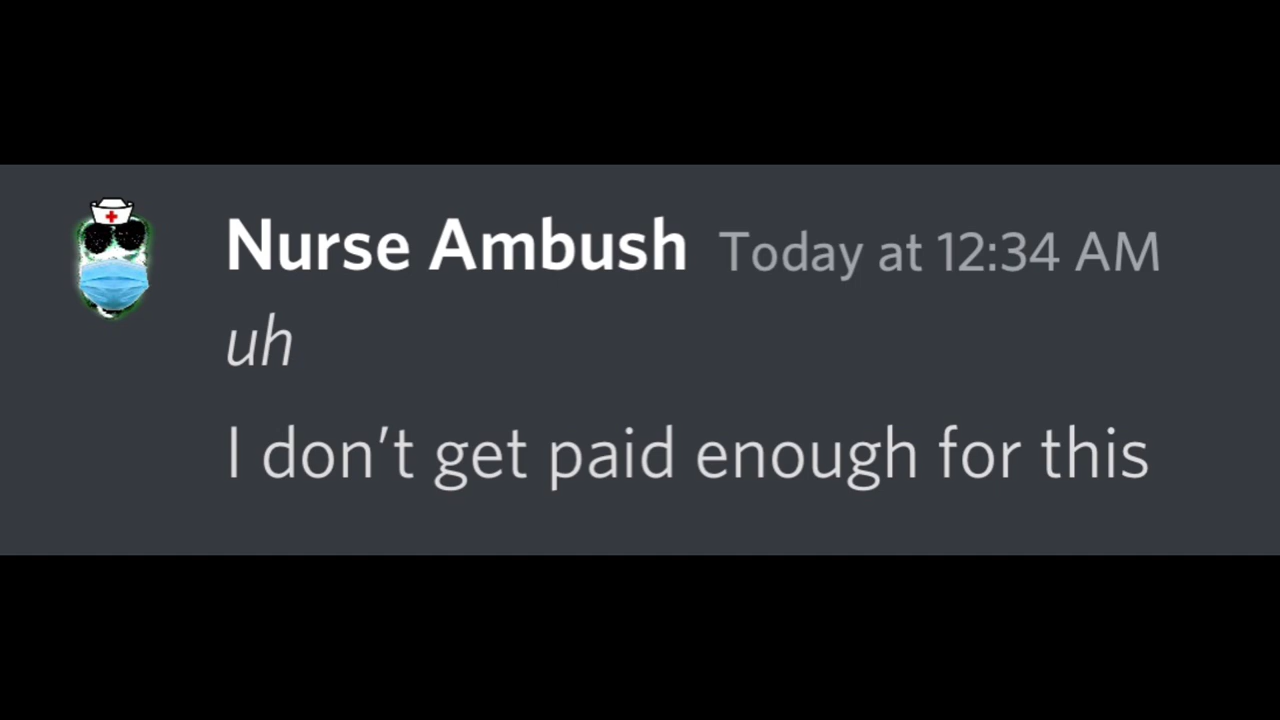 Nurse Ambush Today at 12:34 AM
uh
I don’t get paid enough for this